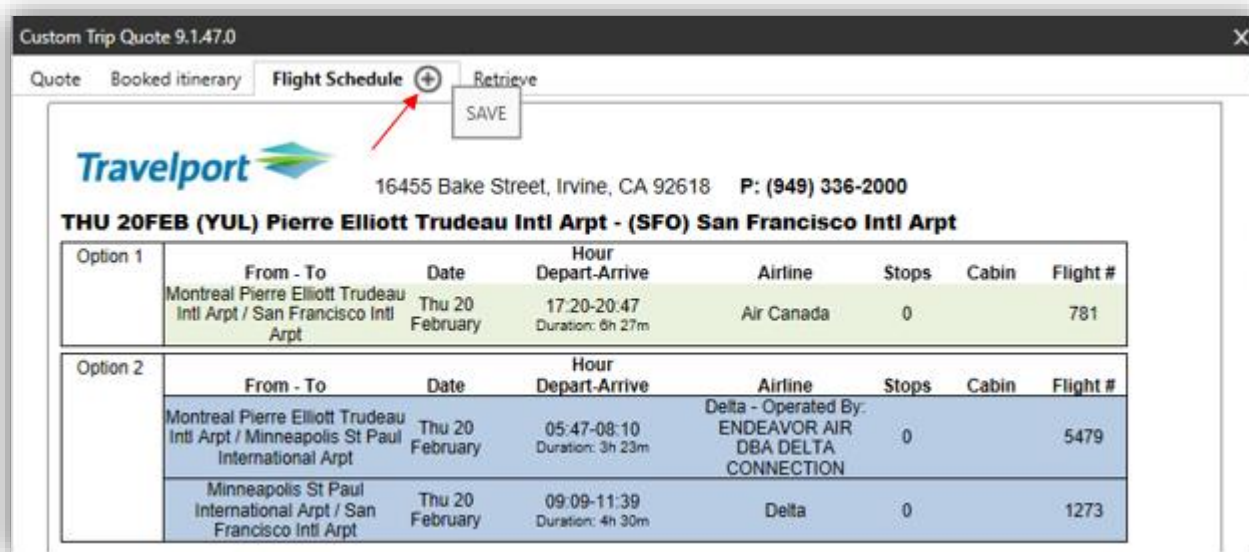 Custom Trip Quote 9.1.47.0
Quote Booked itinerary Flight Schedule Retrieve
SAVE
Travelport
16455 Bake Street, Irvine, CA 92618 P: (949) 336-2000
THU 20FEB (YUL) Pierre Elliott Trudeau Intl Arpt - (SFO) San Francisco Intl Arpt
Option 1
From - To Date Hour Depart-Arrive Airline Stops Cabin Flight #
Montreal Pierre Elliott Trudeau
Intl Arpt / San Francisco Intl
Arpt
Thu 20
February
17:20-20:47
Duration: 6h 27m
Air Canada
0
781
Option 2
From - To Date Hour Depart-Arrive Airline Stops Cabin Flight #
Montreal Pierre Elliott Trudeau
Intl Arpt / Minneapolis St Paul
International Arpt
Thu 20
February
05:47-08:10
Duration: 3h 23m
Delta - Operated By:
ENDEAVOR AIR
DBA DELTA
CONNECTION
0
5479
Minneapolis St Paul
International Arpt / San
Francisco Intl Arpt
Thu 20
February
09:09-11:39
Duration: 4h 30m
Delta
0
1273